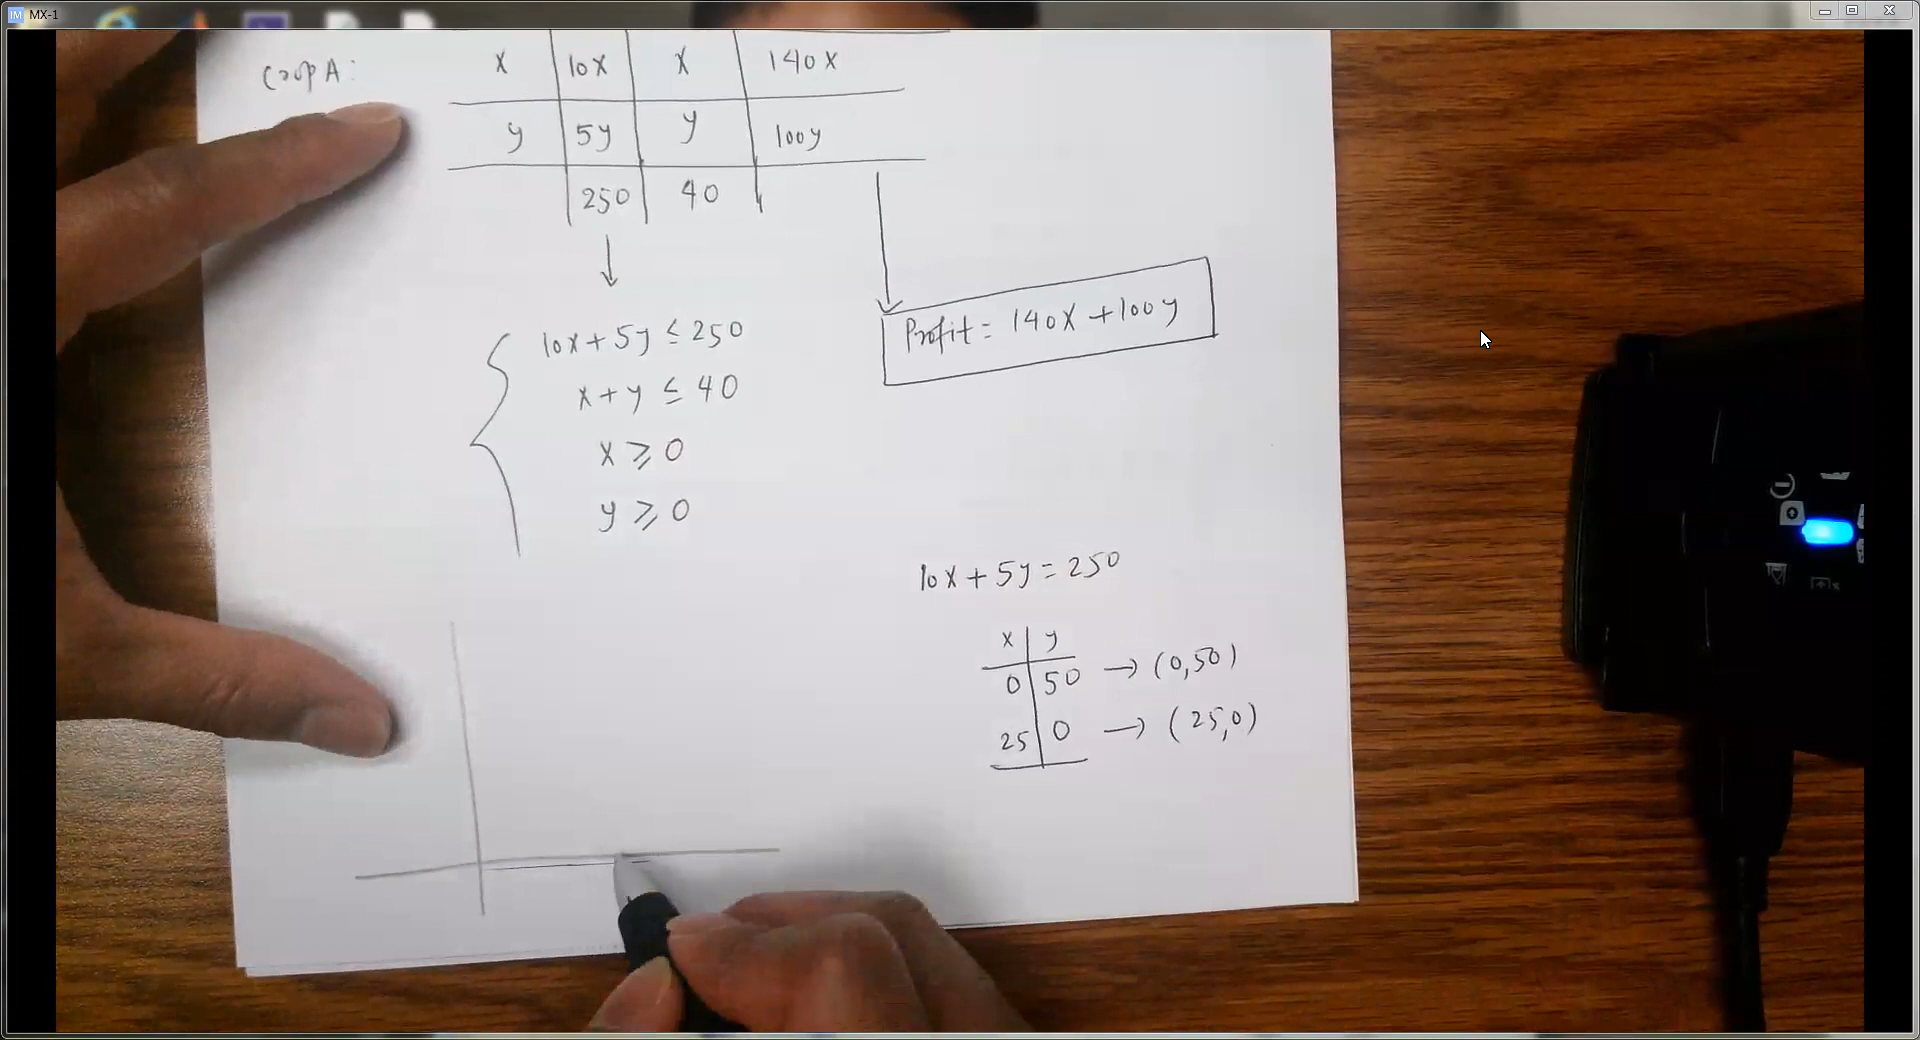 MX-1
Crop A: x 10x x 140x
y 5y y 100y
250 40
10x + 5y ≤ 250
x + y ≤ 40
x ≥ 0
y ≥ 0
Profit = 140x + 100y
10x + 5y = 250
x y
0 50 → (0,50)
25 0 → (25,0)